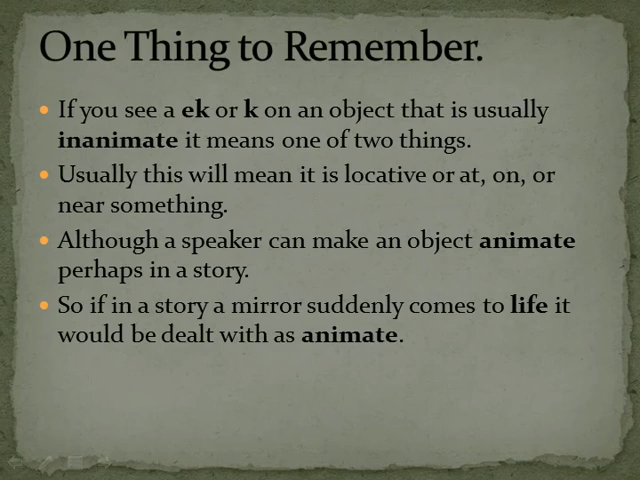 One Thing to Remember.
• If you see a ek or k on an object that is usually
inanimate it means one of two things.
• Usually this will mean it is locative or at, on, or
near something.
• Although a speaker can make an object animate
perhaps in a story.
• So if in a story a mirror suddenly comes to life it
would be dealt with as animate.